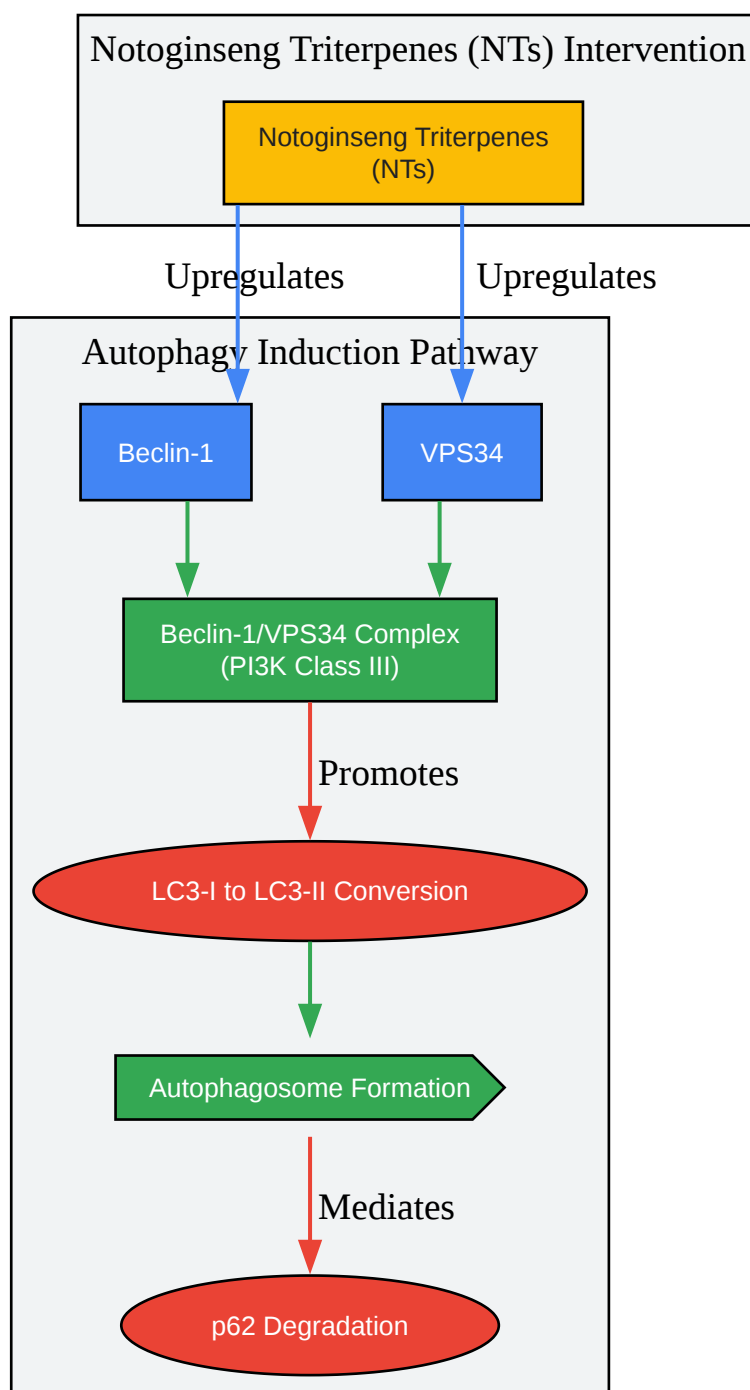 Notoginseng Triterpenes (NTs) Intervention
Notoginseng Triterpenes
(NTs)
Upregulates
Upregulates
Autophagy Induction Pathway
Beclin-1
VPS34
Beclin-1/VPS34 Complex
(PI3K Class III)
Promotes
LC3-I to LC3-II Conversion
Autophagosome Formation
Mediates
p62 Degradation